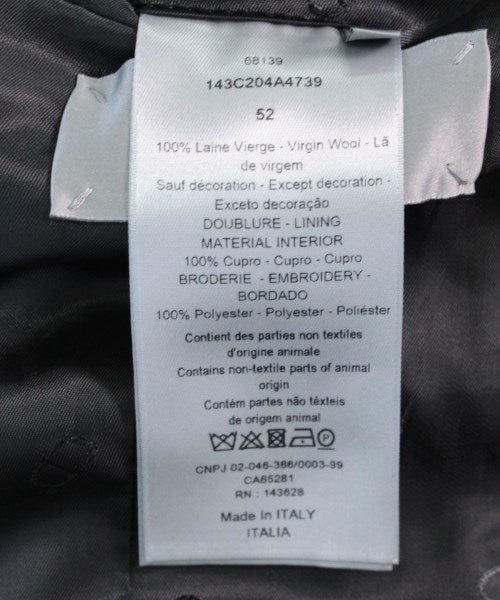 68139
143C204A4739
52
100% Laine Vierge - Virgin Wool - Lã
de virgem
Sauf décoration - Except decoration -
Exceto decoração
DOUBLURE - LINING
MATERIAL INTERIOR
100% Cupro - Cupro - Cupro
BRODERIE - EMBROIDERY -
BORDADO
100% Polyester - Polyester - Poliéster
Contient des parties non textiles
d'origine animale
Contains non-textile parts of animal
origin
Contém partes não têxteis
de origem animal
P
CNPJ 02-046-366/0003-99
CA65281
RN : 143628
Made in ITALY
ITALIA